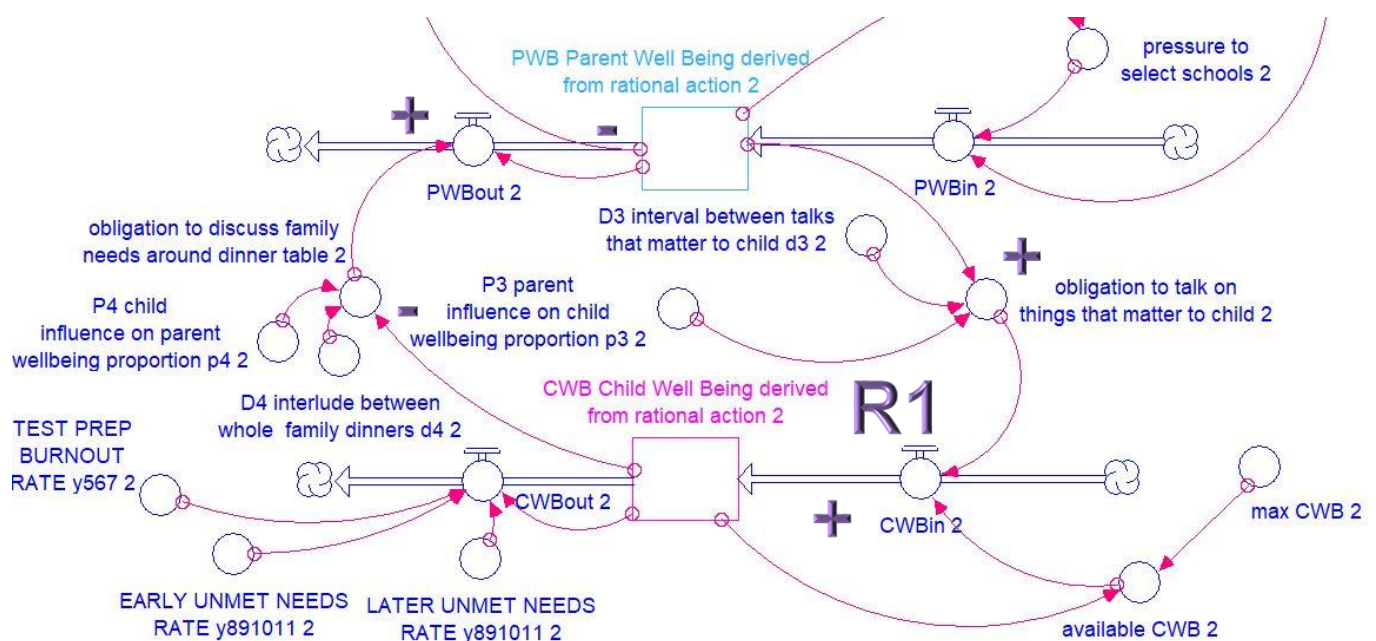 PWB Parent Well Being derived
from rational action 2
pressure to
select schools 2
+
-
PWBout 2
PWBin 2
D3 interval between talks
that matter to child d3 2
obligation to discuss family
needs around dinner table 2
+
P4 child
influence on parent
wellbeing proportion p4 2
-
P3 parent
influence on child
wellbeing proportion p3 2
obligation to talk on
things that matter to child 2
D4 interlude between
whole family dinners d4 2
CWB Child Well Being derived
from rational action 2
R1
TEST PREP
BURNOUT
RATE y567 2
CWBout 2
+
CWBin 2
max CWB 2
EARLY UNMET NEEDS
RATE y891011 2
LATER UNMET NEEDS
RATE y891011 2
available CWB 2